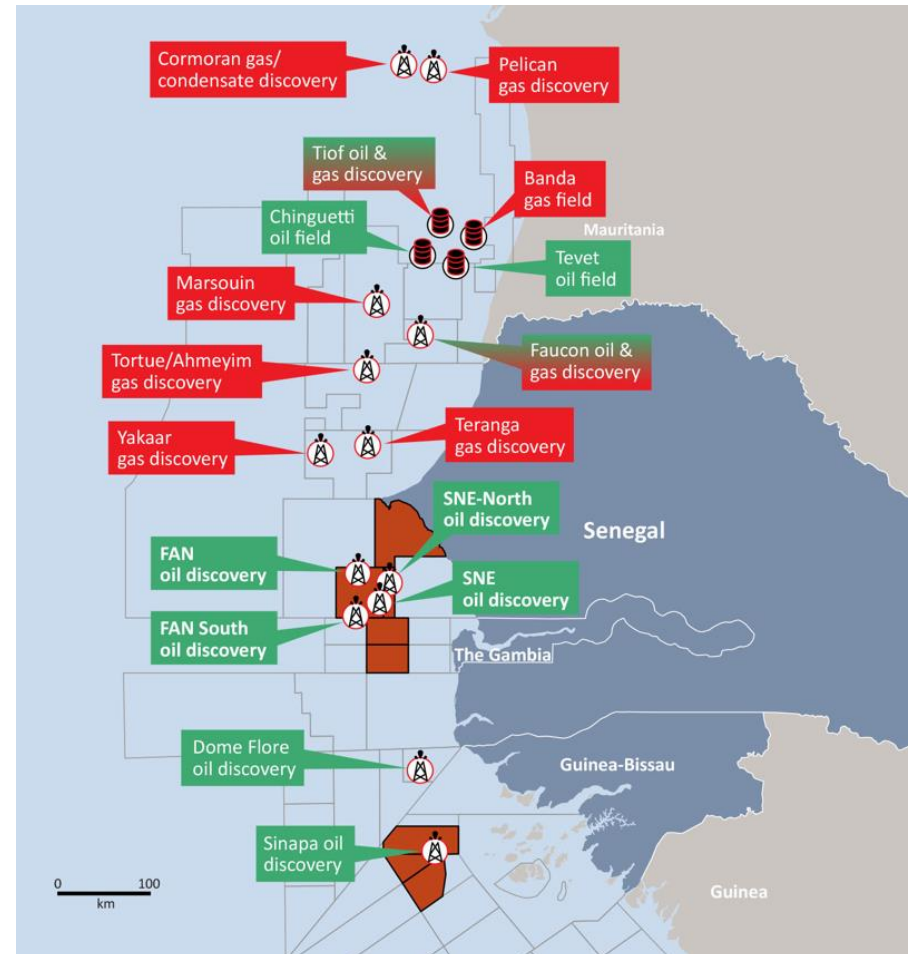 Cormoran gas/
condensate discovery
Pelican
gas discovery
Tiof oil &
gas discovery
Banda
gas field
Chinguetti
oil field
Mauritania
Tevet
oil field
Marsouin
gas discovery
Faucon oil &
gas discovery
Tortue/Ahmeyim
gas discovery
Yakaar
gas discovery
Teranga
gas discovery
SNE-North
oil discovery
Senegal
FAN
oil discovery
SNE
oil discovery
FAN South
oil discovery
The Gambia
Dome Flore
oil discovery
Guinea-Bissau
Sinapa oil
discovery
0 100
km
Guinea